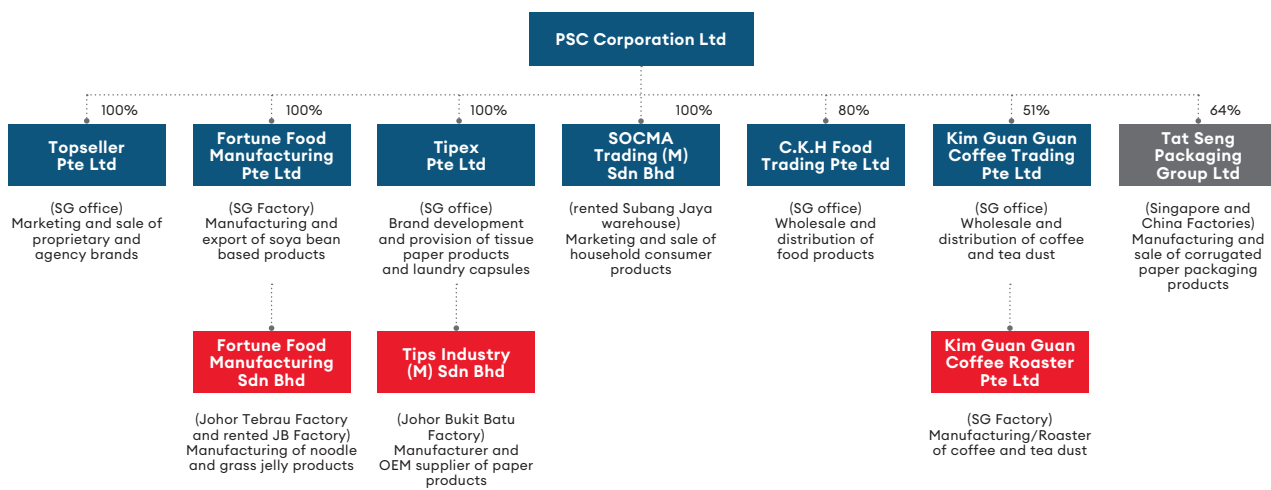 PSC Corporation Ltd
100%
Topseller
Pte Ltd
(SG office)
Marketing and sale of
proprietary and
agency brands
100%
Fortune Food
Manufacturing
Pte Ltd
(SG Factory)
Manufacturing and
export of soya bean
based products
100%
Tipex
Pte Ltd
(SG office)
Brand development
and provision of tissue
paper products
and laundry capsules
100%
SOCMA
Trading (M)
Sdn Bhd
(rented Subang Jaya
warehouse)
Marketing and sale of
household consumer
products
80%
C.K.H Food
Trading Pte Ltd
(SG office)
Wholesale and
distribution of
food products
51%
Kim Guan Guan
Coffee Trading
Pte Ltd
(SG office)
Wholesale and
distribution of coffee
and tea dust
64%
Tat Seng
Packaging
Group Ltd
(Singapore and
China Factories)
Manufacturing and
sale of corrugated
paper packaging
products
Fortune Food
Manufacturing
Sdn Bhd
(Johor Tebrau Factory
and rented JB Factory)
Manufacturing of noodle
and grass jelly products
Tips Industry
(M) Sdn Bhd
(Johor Bukit Batu
Factory)
Manufacturer and
OEM supplier of paper
products
Kim Guan Guan
Coffee Roaster
Pte Ltd
(SG Factory)
Manufacturing/Roaster
of coffee and tea dust